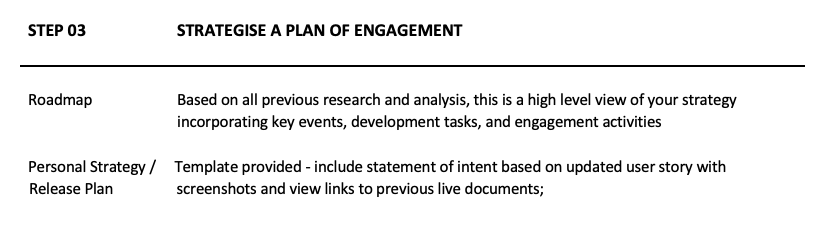 STEP 03 STRATEGISE A PLAN OF ENGAGEMENT
Roadmap Based on all previous research and analysis, this is a high level view of your strategy
incorporating key events, development tasks, and engagement activities
Personal Strategy / Template provided - include statement of intent based on updated user story with
Release Plan screenshots and view links to previous live documents;